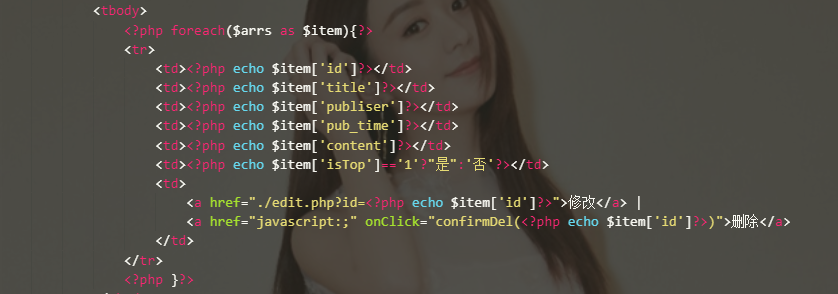 <tbody>
<?php foreach($arrs as $item){?>
<tr>
<td><?php echo $item['id']?></td>
<td><?php echo $item['title']?></td>
<td><?php echo $item['publiser']?></td>
<td><?php echo $item['pub_time']?></td>
<td><?php echo $item['content']?></td>
<td><?php echo $item['isTop']=='1'?"是":'否'?></td>
<td>
<a href="./edit.php?id=<?php echo $item['id']?>">修改</a> |
<a href="javascript:;" onClick="confirmDel(<?php echo $item['id']?>)">删除</a>
</td>
</tr>
<?php }?>